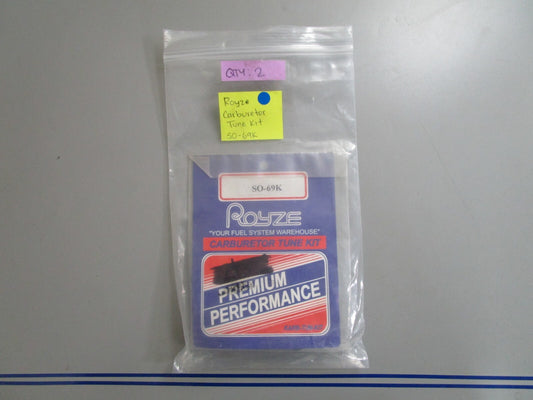 QTY: 2
Royze
Carburetor
Tune Kit
SO-69K
SO-69K
ROYZE
"YOUR FUEL SYSTEM WAREHOUSE"
CARBURETOR TUNE KIT
PREMIUM
PERFORMANCE